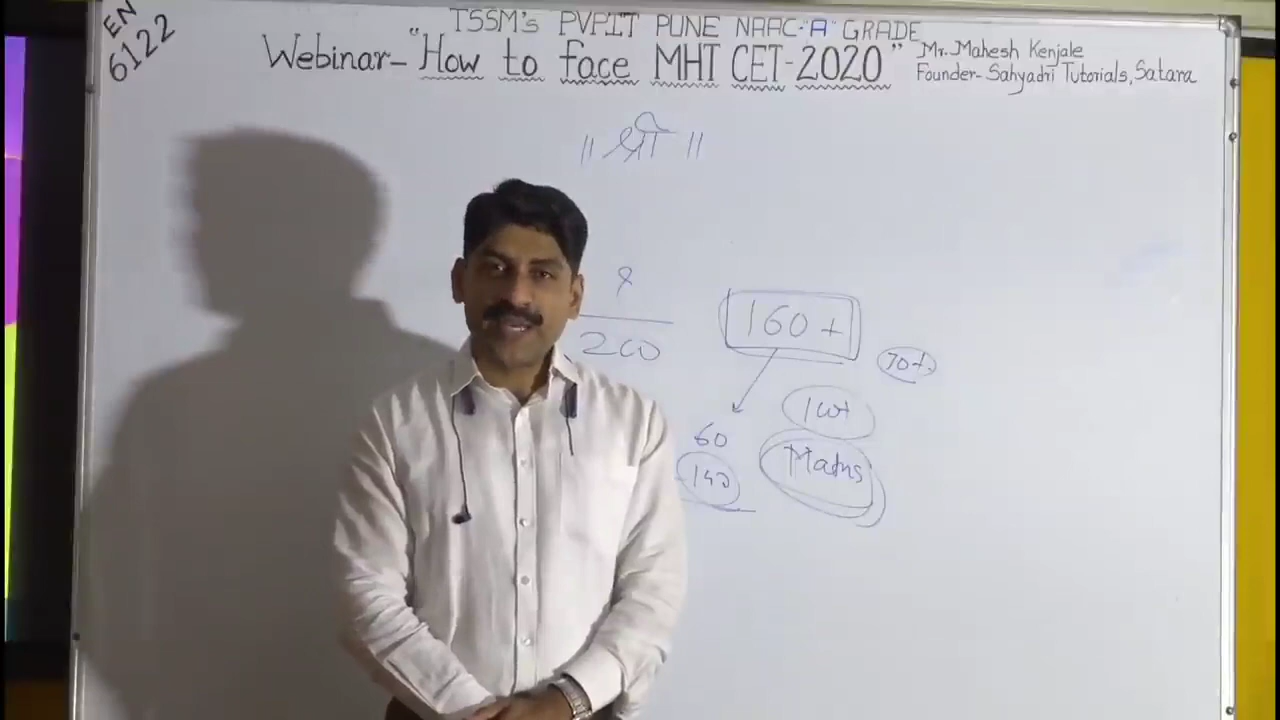 EN
6122
TSSM's PVPIT PUNE NAAC-"A" GRADE
Webinar- "How to face MHT CET-2020"
Mr. Mahesh Kenjale
Founder- Sahyadri Tutorials, Satara
|| श्री ||
200
160+
70+
100+
60
140
Maths